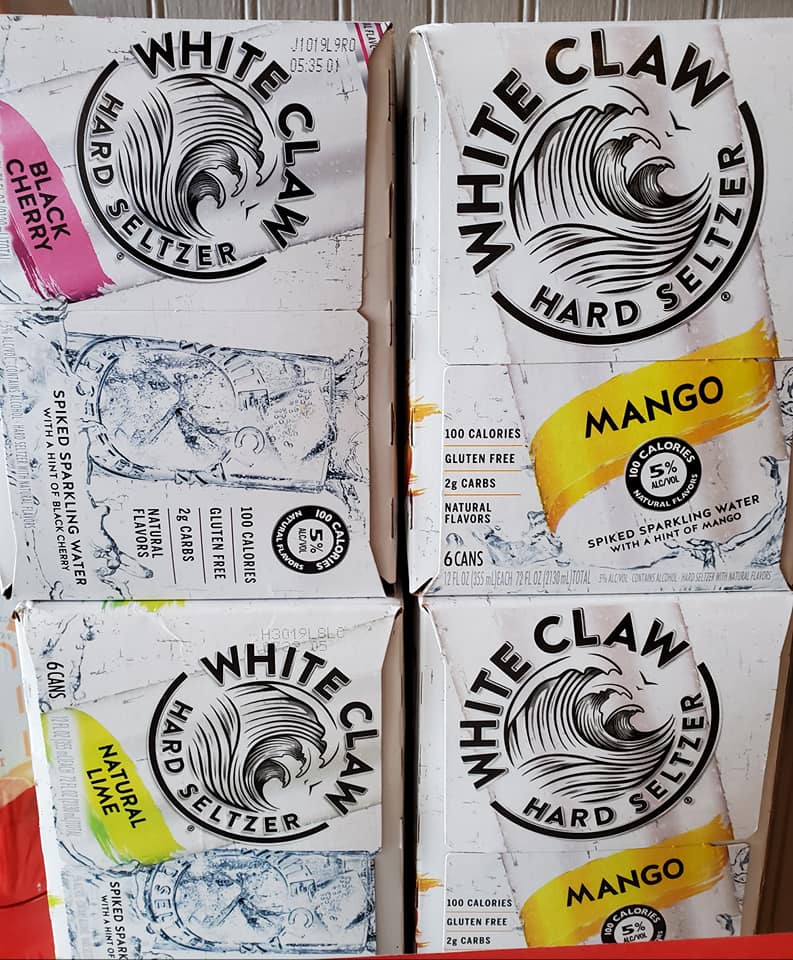 WHITE CLAW
HARD SELTZER
J1019L9R0
05:35 01
BLACK
CHERRY
SPIKED SPARKLING WATER
WITH A HINT OF BLACK CHERRY
NATURAL
FLAVORS
2g CARBS
GLUTEN FREE
100 CALORIES
100 CALORIES
5%
ALC/VOL
NATURAL FLAVORS
WHITE CLAW
HARD SELTZER
MANGO
100 CALORIES
GLUTEN FREE
2g CARBS
NATURAL
FLAVORS
100 CALORIES
5%
ALC/VOL
NATURAL FLAVORS
SPIKED SPARKLING WATER
WITH A HINT OF MANGO
6 CANS
12 FL OZ (355 mL) EACH 72 FL OZ (2130 mL) TOTAL 5% ALC/VOL · CONTAINS ALCOHOL · HARD SELTZER WITH NATURAL FLAVORS
H3019L8L0
WHITE CLAW
HARD SELTZER
6 CANS
NATURAL
LIME
SPIKED SPARK
WITH A HINT OF
WHITE CLAW
HARD SELTZER
MANGO
100 CALORIES
GLUTEN FREE
2g CARBS
100 CALORIES
5%
ALC/VOL